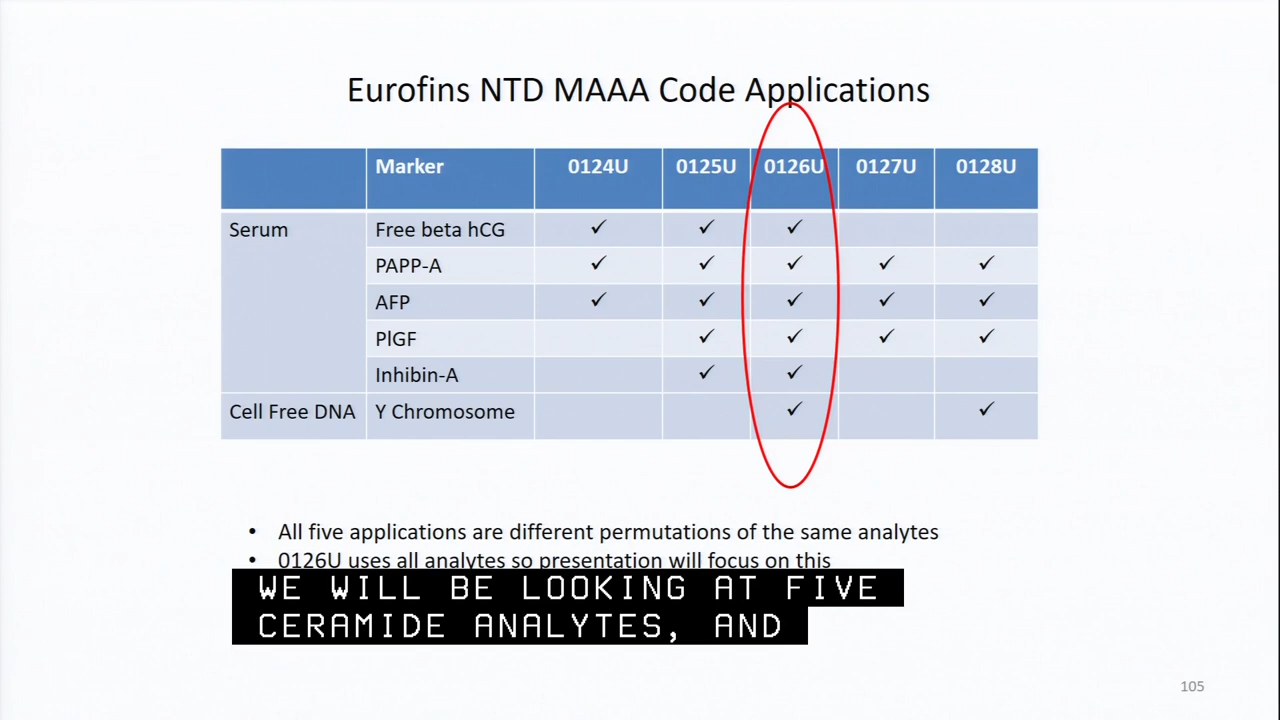 Eurofins NTD MAAA Code Applications
Marker 0124U 0125U 0126U 0127U 0128U
Serum Free beta hCG ✓ ✓ ✓
PAPP-A ✓ ✓ ✓ ✓ ✓
AFP ✓ ✓ ✓ ✓ ✓
PlGF ✓ ✓ ✓ ✓
Inhibin-A ✓ ✓
Cell Free DNA Y Chromosome ✓ ✓
• All five applications are different permutations of the same analytes
• 0126U uses all analytes so presentation will focus on this
WE WILL BE LOOKING AT FIVE
CERAMIDE ANALYTES, AND
105